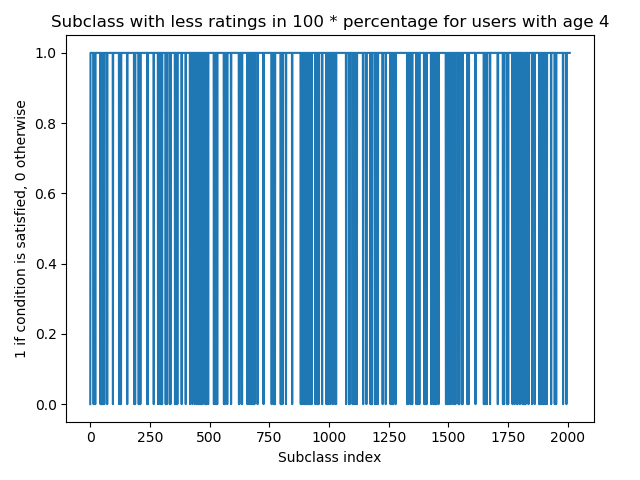 Subclass with less ratings in 100 * percentage for users with age 4
1 if condition is satisfied, 0 otherwise
1.0
0.8
0.6
0.4
0.2
0.0
0 250 500 750 1000 1250 1500 1750 2000
Subclass index